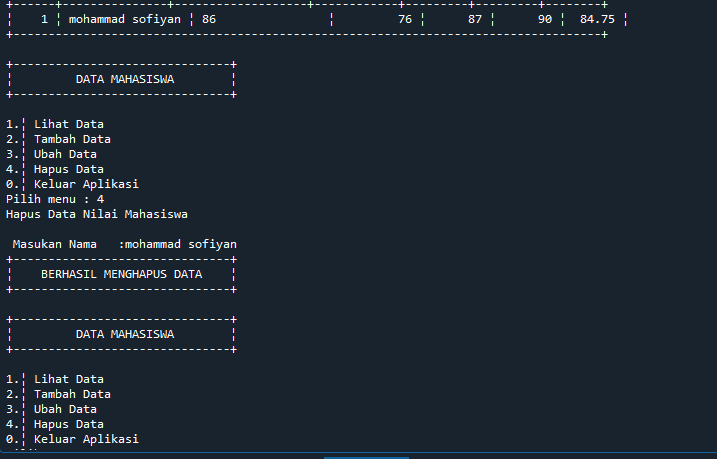 +------+---------------+--------------------+------------+---------+---------+--------+
¦    1 ¦ mohammad sofiyan ¦ 86                ¦         76 ¦      87 ¦      90 ¦  84.75 ¦
+-------------------------------------------------------------------------------------+
+-------------------------------+
¦         DATA MAHASISWA        ¦
+-------------------------------+
1.¦ Lihat Data
2.¦ Tambah Data
3.¦ Ubah Data
4.¦ Hapus Data
0.¦ Keluar Aplikasi
Pilih menu : 4
Hapus Data Nilai Mahasiswa
Masukan Nama   :mohammad sofiyan
+-------------------------------+
¦    BERHASIL MENGHAPUS DATA    ¦
+-------------------------------+
+-------------------------------+
¦         DATA MAHASISWA        ¦
+-------------------------------+
1.¦ Lihat Data
2.¦ Tambah Data
3.¦ Ubah Data
4.¦ Hapus Data
0.¦ Keluar Aplikasi